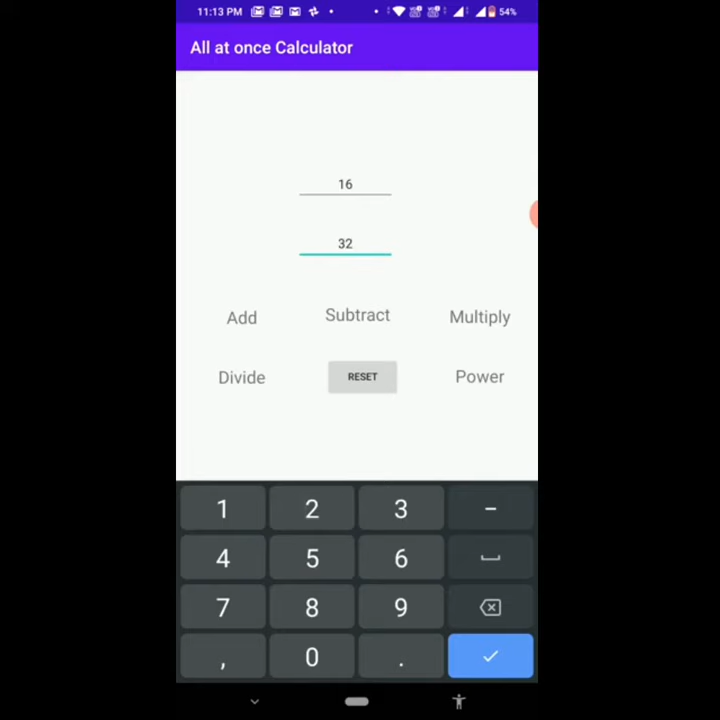 11:13 PM 54%
All at once Calculator
16
32
Add Subtract Multiply
Divide RESET Power
1 2 3 -
4 5 6
7 8 9
, 0 .